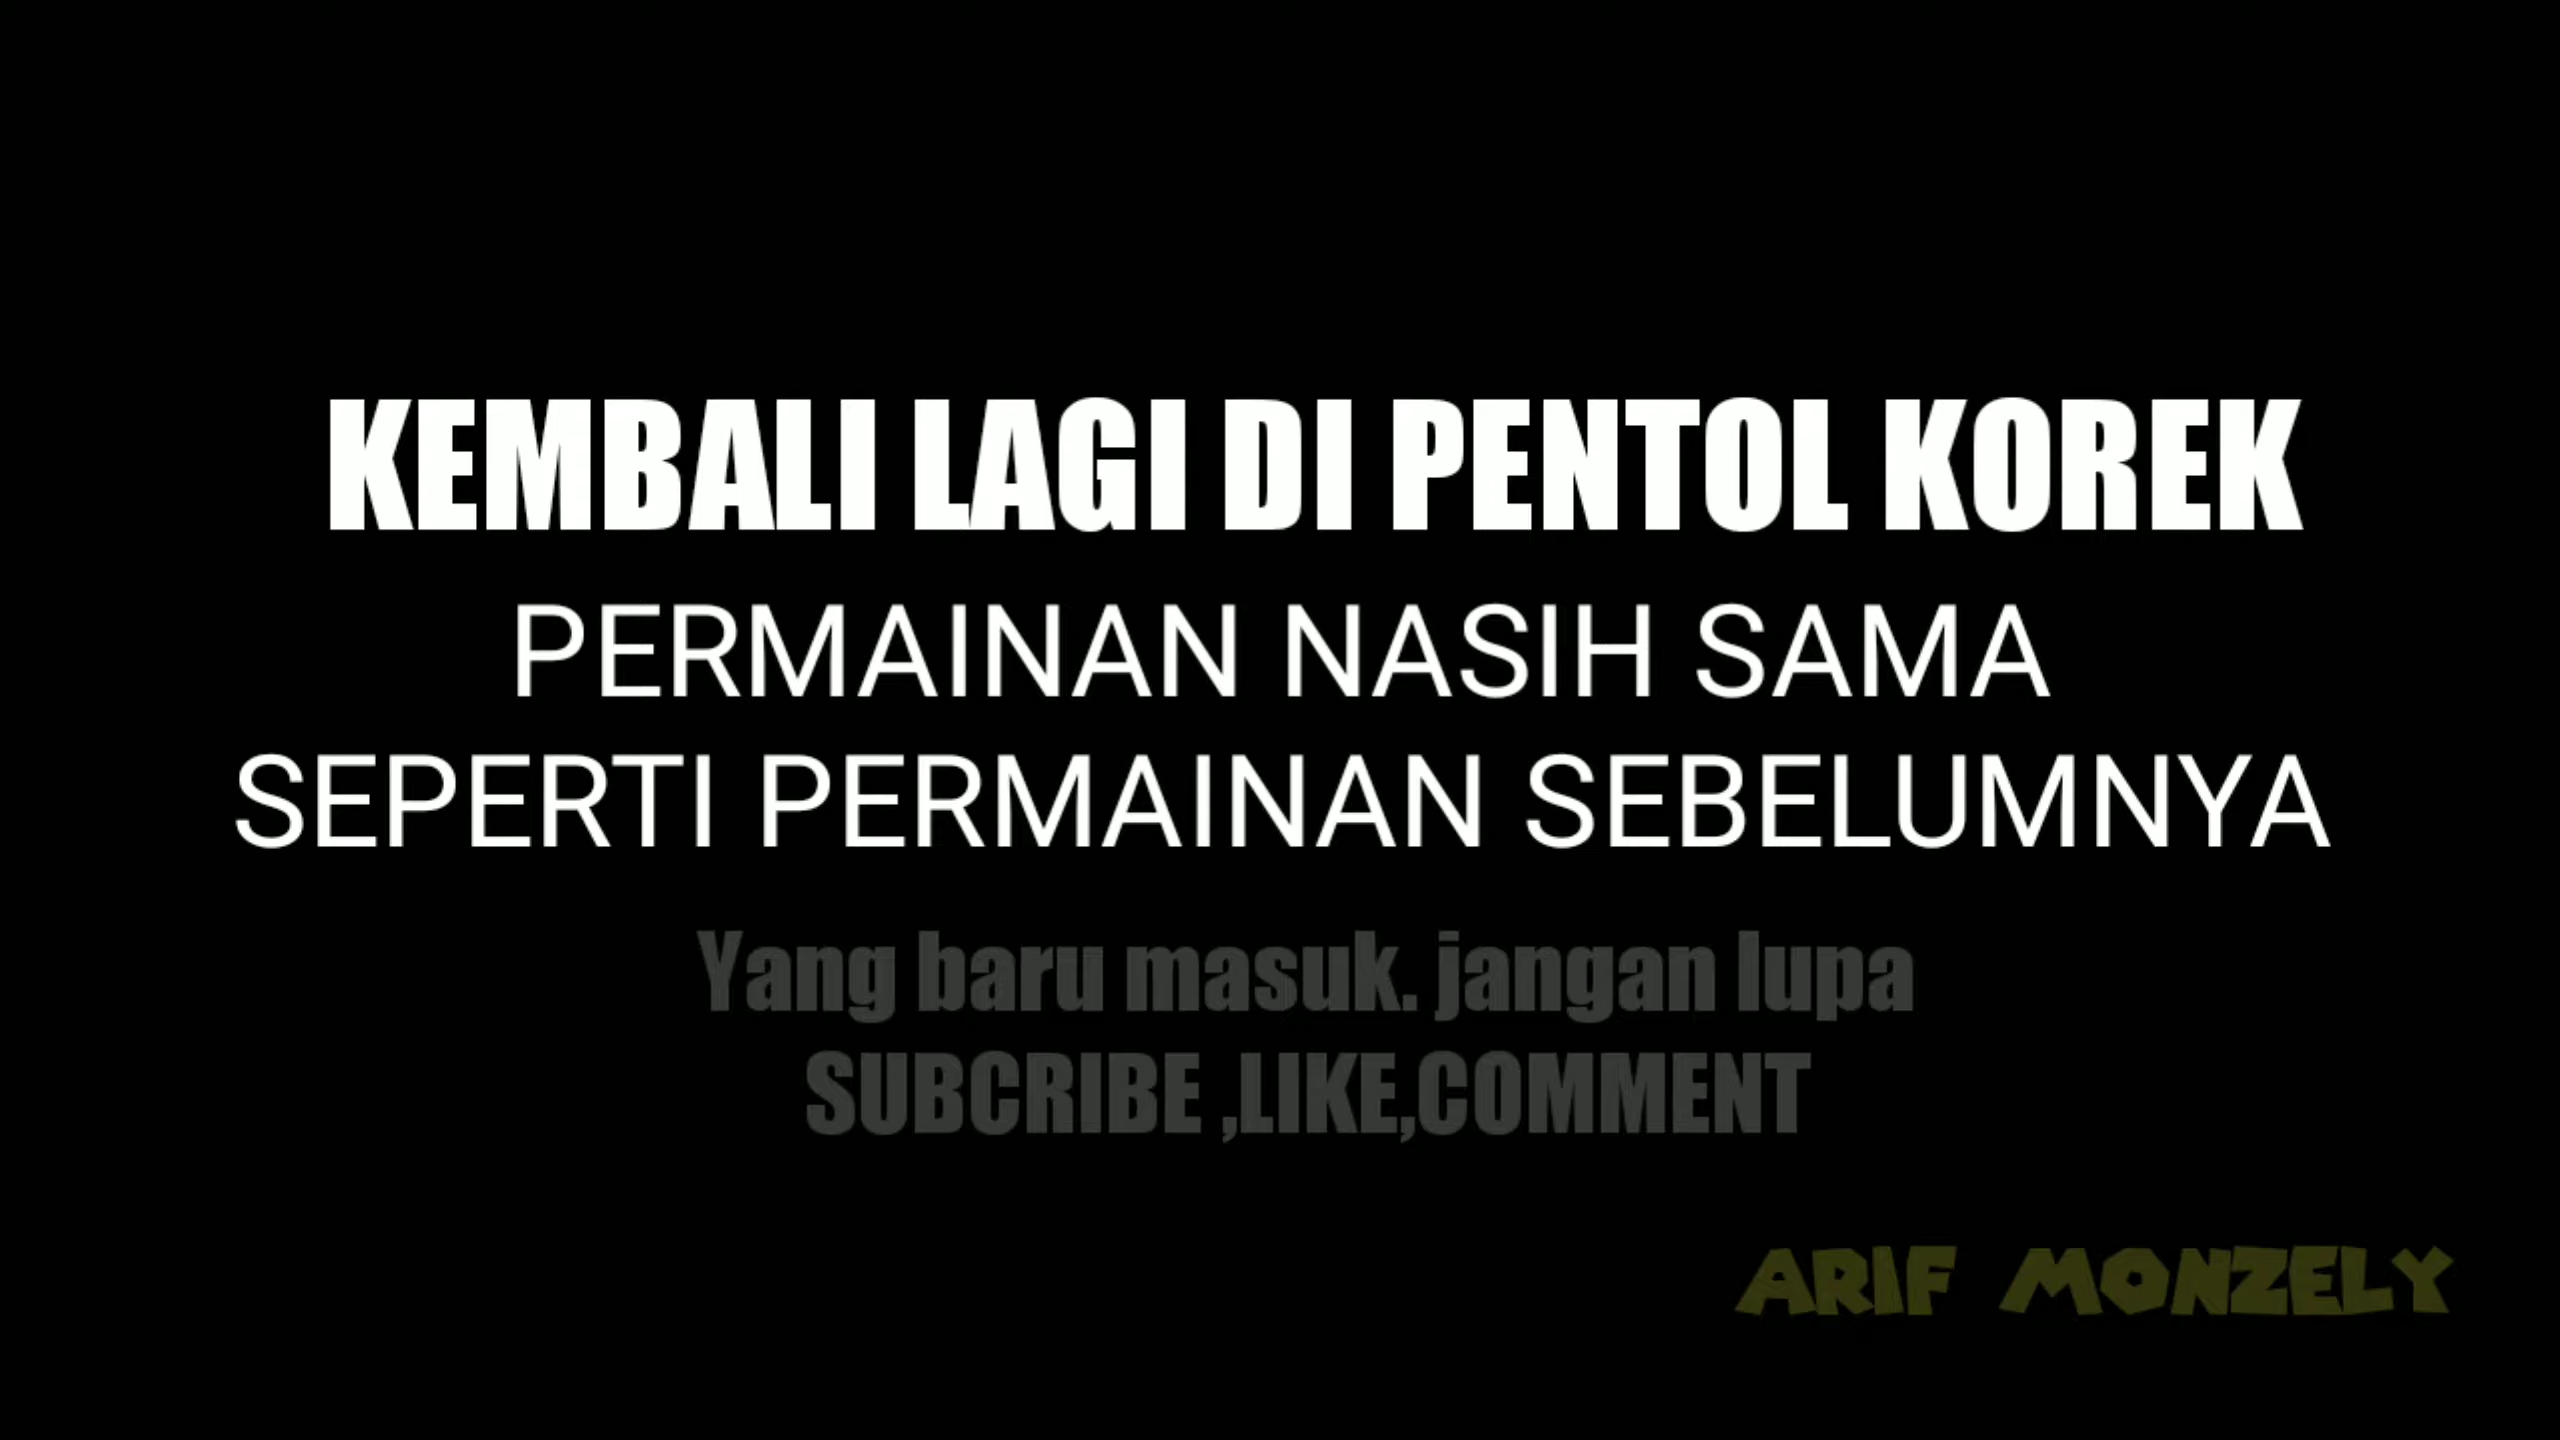 KEMBALI LAGI DI PENTOL KOREK
PERMAINAN NASIH SAMA
SEPERTI PERMAINAN SEBELUMNYA
Yang baru masuk. jangan lupa
SUBCRIBE ,LIKE,COMMENT
ARIF MONZELY